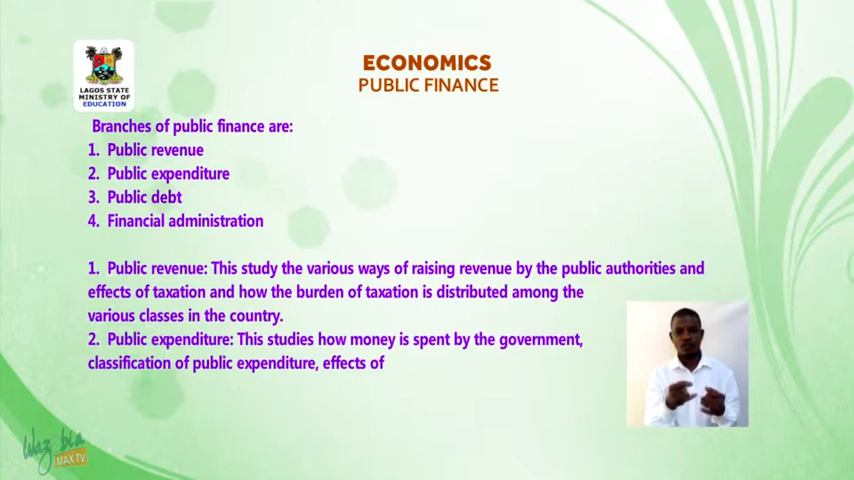 ECONOMICS
PUBLIC FINANCE
LAGOS STATE
MINISTRY OF
EDUCATION
Branches of public finance are:
1. Public revenue
2. Public expenditure
3. Public debt
4. Financial administration
1. Public revenue: This study the various ways of raising revenue by the public authorities and
effects of taxation and how the burden of taxation is distributed among the
various classes in the country.
2. Public expenditure: This studies how money is spent by the government,
classification of public expenditure, effects of
Waz bia
MAX TV